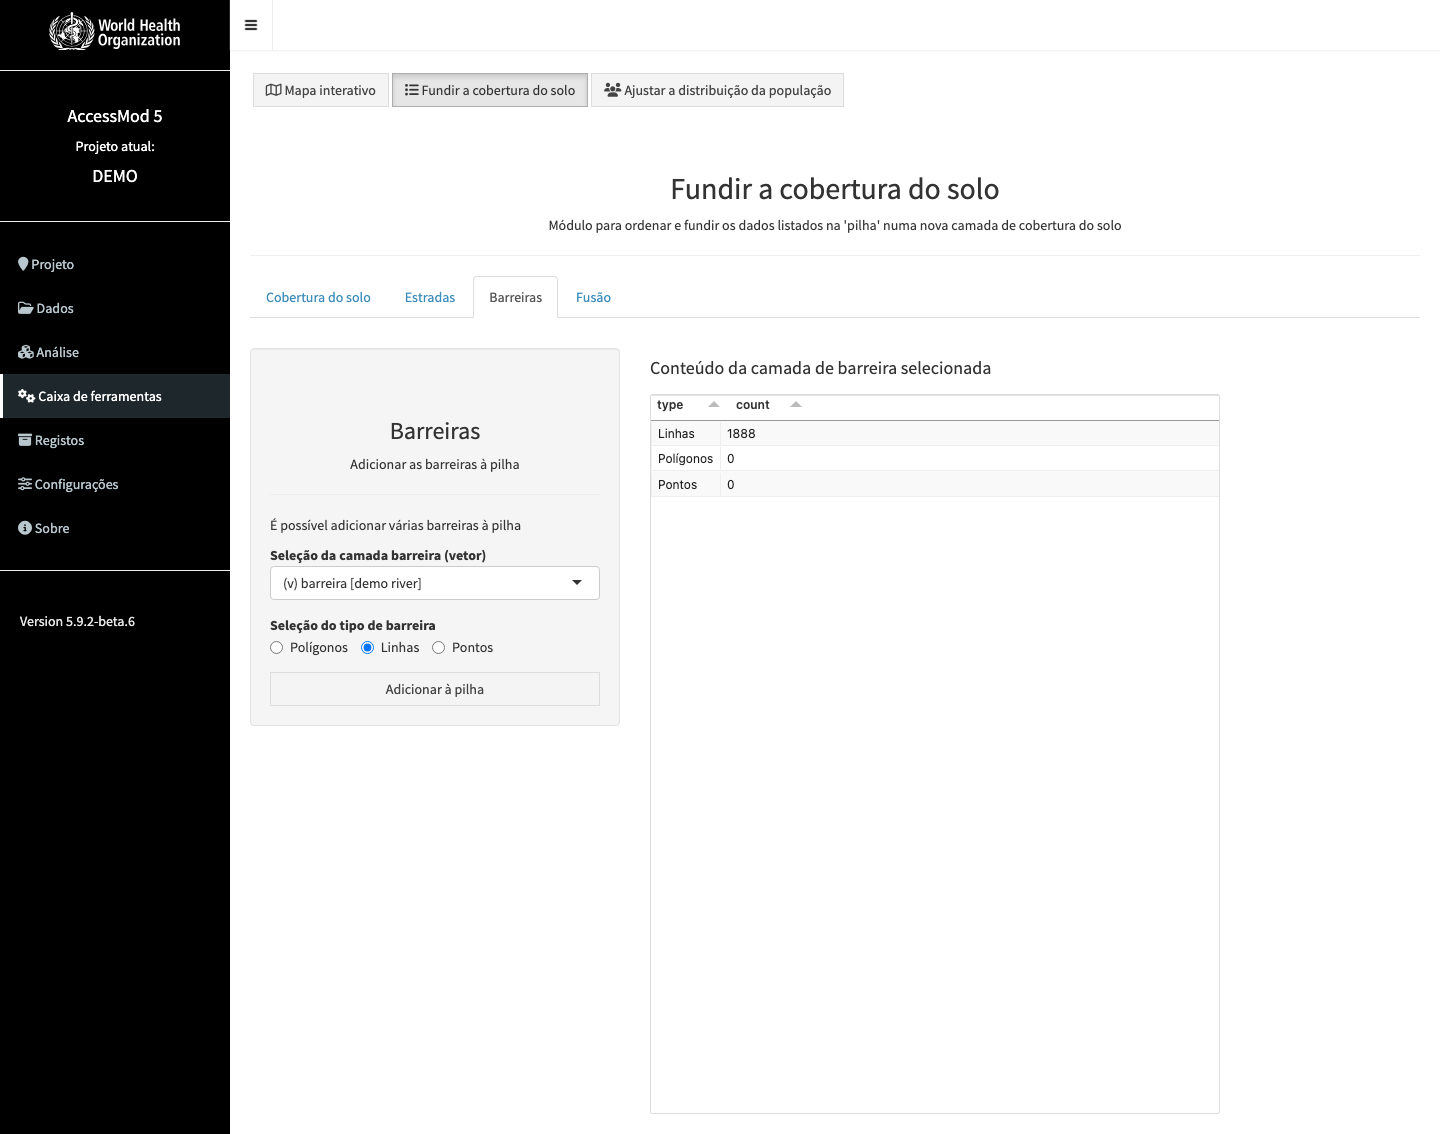 World Health
Organization
AccessMod 5
Projeto atual:
DEMO
Projeto
Dados
Análise
Caixa de ferramentas
Registos
Configurações
Sobre
Version 5.9.2-beta.6
Mapa interativo
Fundir a cobertura do solo
Ajustar a distribuição da população
Fundir a cobertura do solo
Módulo para ordenar e fundir os dados listados na 'pilha' numa nova camada de cobertura do solo
Cobertura do solo
Estradas
Barreiras
Fusão
Barreiras
Adicionar as barreiras à pilha
É possível adicionar várias barreiras à pilha
Seleção da camada barreira (vetor)
(v) barreira [demo river]
Seleção do tipo de barreira
Polígonos Linhas Pontos
Adicionar à pilha
Conteúdo da camada de barreira selecionada
type count
Linhas 1888
Polígonos 0
Pontos 0